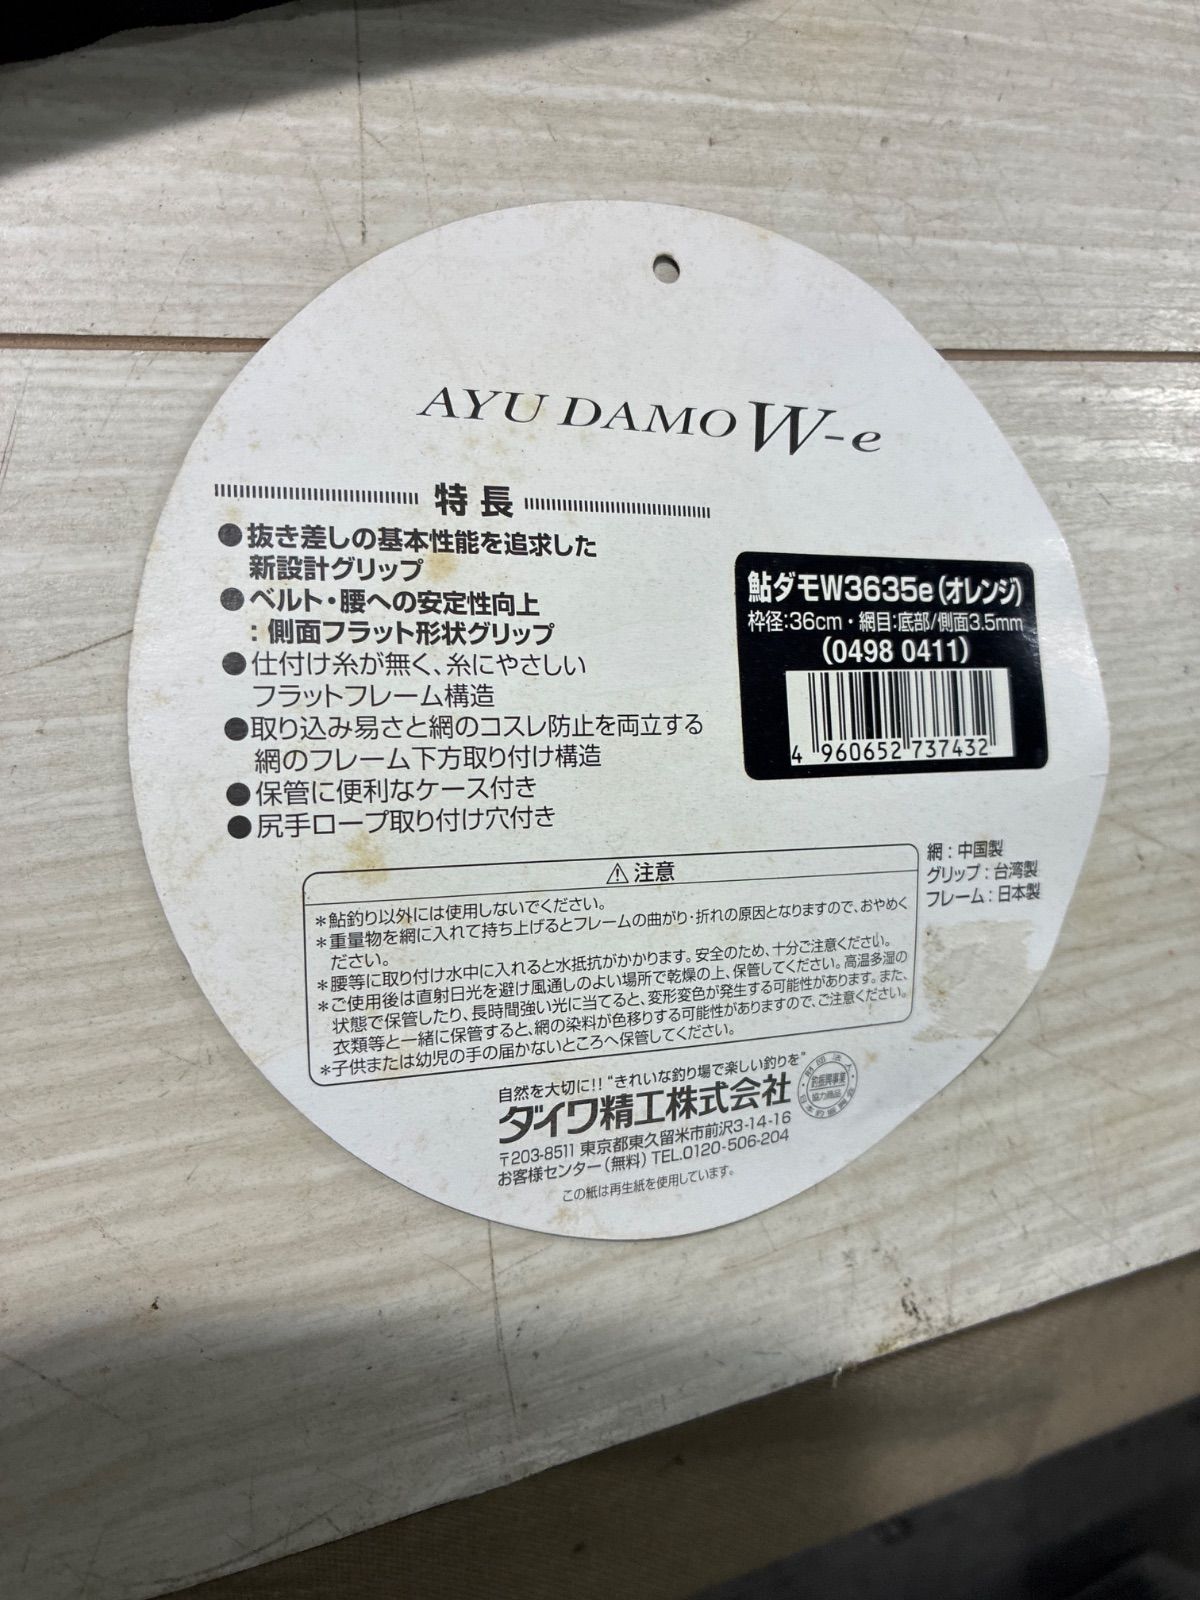 AYU DAMO W-e
特長
●抜き差しの基本性能を追求した
新設計グリップ
●ベルト・腰への安定性向上
：側面フラット形状グリップ
●仕付け糸が無く、糸にやさしい
フラットフレーム構造
●取り込み易さと網のコスレ防止を両立する
網のフレーム下方取り付け構造
●保管に便利なケース付き
●尻手ロープ取り付け穴付き
鮎ダモW3635e(オレンジ)
枠径:36cm・網目:底部/側面3.5mm
(0498 0411)
4 960652 737432
網：中国製
グリップ：台湾製
フレーム：日本製
⚠注意
＊鮎釣り以外には使用しないでください。
＊重量物を網に入れて持ち上げるとフレームの曲がり・折れの原因となりますので、おやめく
ださい。
＊腰等に取り付け水中に入れると水抵抗がかかります。安全のため、十分ご注意ください。
＊ご使用後は直射日光を避け風通しのよい場所で乾燥の上、保管してください。高温多湿の
状態で保管したり、長時間強い光に当てると、変形変色が発生する可能性があります。また、
衣類等と一緒に保管すると、網の染料が色移りする可能性がありますので、ご注意ください。
＊子供または幼児の手の届かないところへ保管してください。
自然を大切に!!“きれいな釣り場で楽しい釣りを”
ダイワ精工株式会社
〒203-8511 東京都東久留米市前沢3-14-16
お客様センター(無料) TEL.0120-506-204
この紙は再生紙を使用しています。
財団法人
釣振興事業
協力商品
日本釣振興会